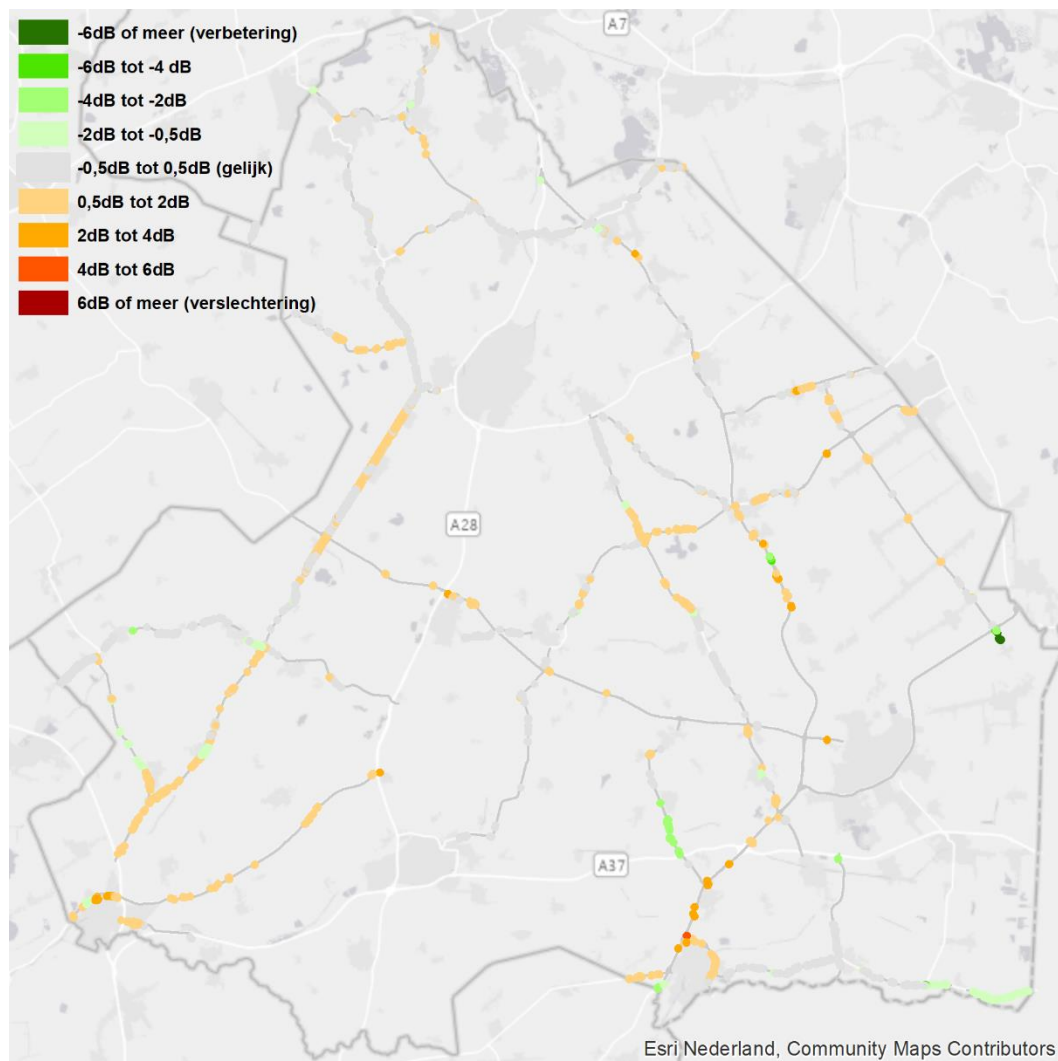 -6dB of meer (verbetering)
-6dB tot -4 dB
-4dB tot -2dB
-2dB tot -0,5dB
-0,5dB tot 0,5dB (gelijk)
0,5dB tot 2dB
2dB tot 4dB
4dB tot 6dB
6dB of meer (verslechtering)
A7
A28
A37
Esri Nederland, Community Maps Contributors